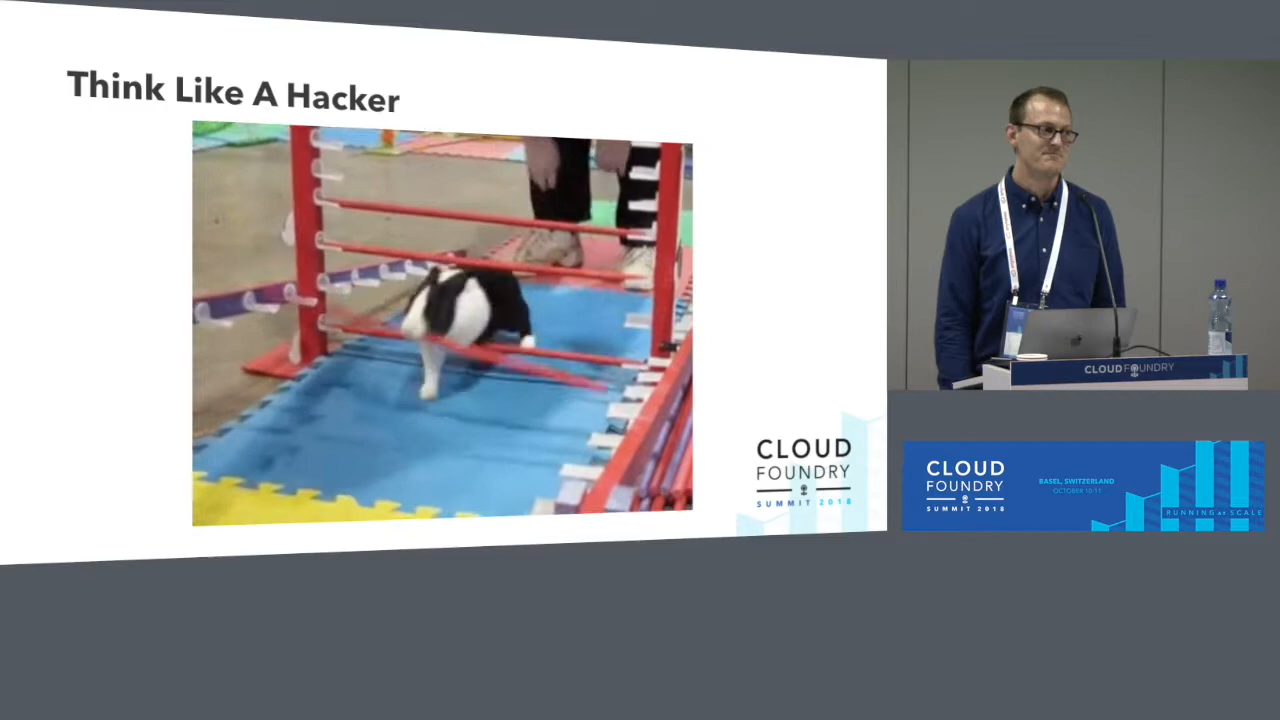 Think Like A Hacker
CLOUD
FOUNDRY
SUMMIT 2018
CLOUD FOUNDRY
CLOUD
FOUNDRY
SUMMIT 2018
BASEL, SWITZERLAND
OCTOBER 10-11
RUNNING AT SCALE